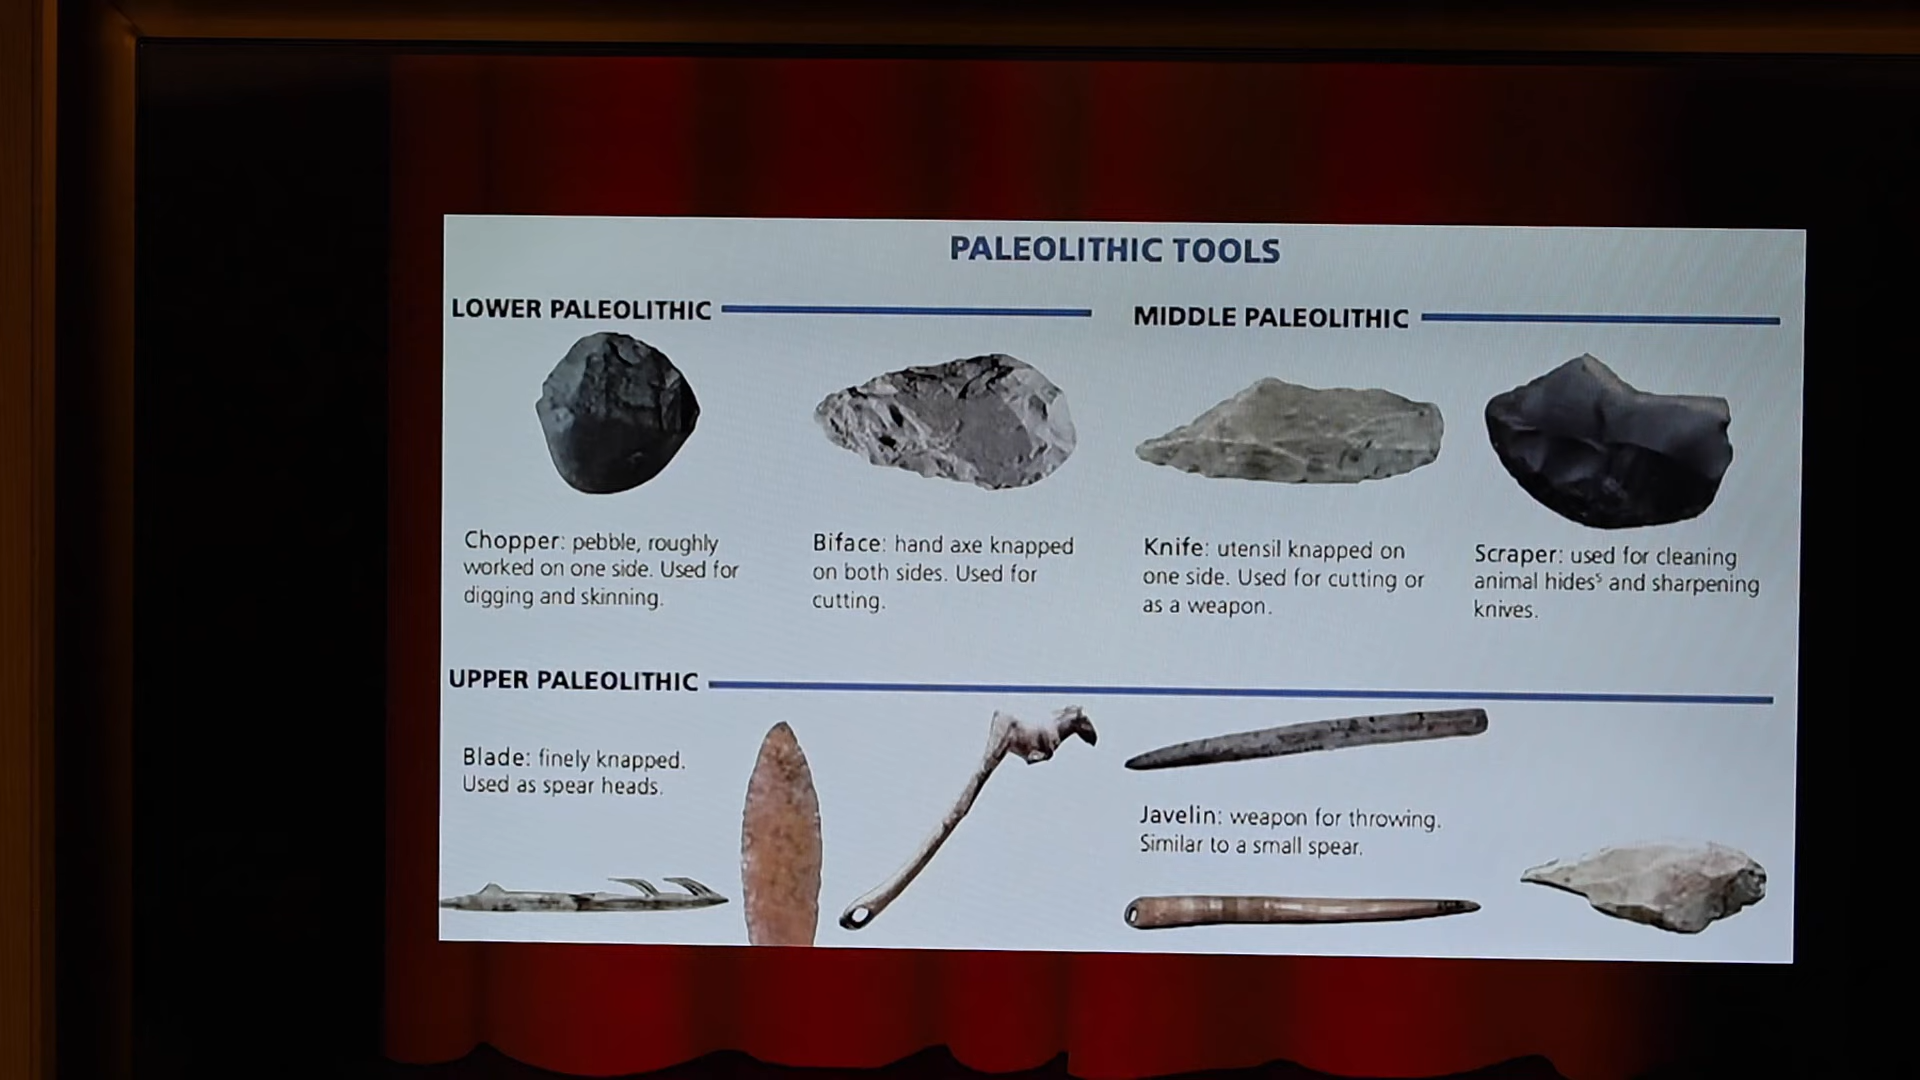 PALEOLITHIC TOOLS
LOWER PALEOLITHIC
MIDDLE PALEOLITHIC
Chopper: pebble, roughly
worked on one side. Used for
digging and skinning.
Biface: hand axe knapped
on both sides. Used for
cutting.
Knife: utensil knapped on
one side. Used for cutting or
as a weapon.
Scraper: used for cleaning
animal hides⁵ and sharpening
knives.
UPPER PALEOLITHIC
Blade: finely knapped.
Used as spear heads.
Javelin: weapon for throwing.
Similar to a small spear.